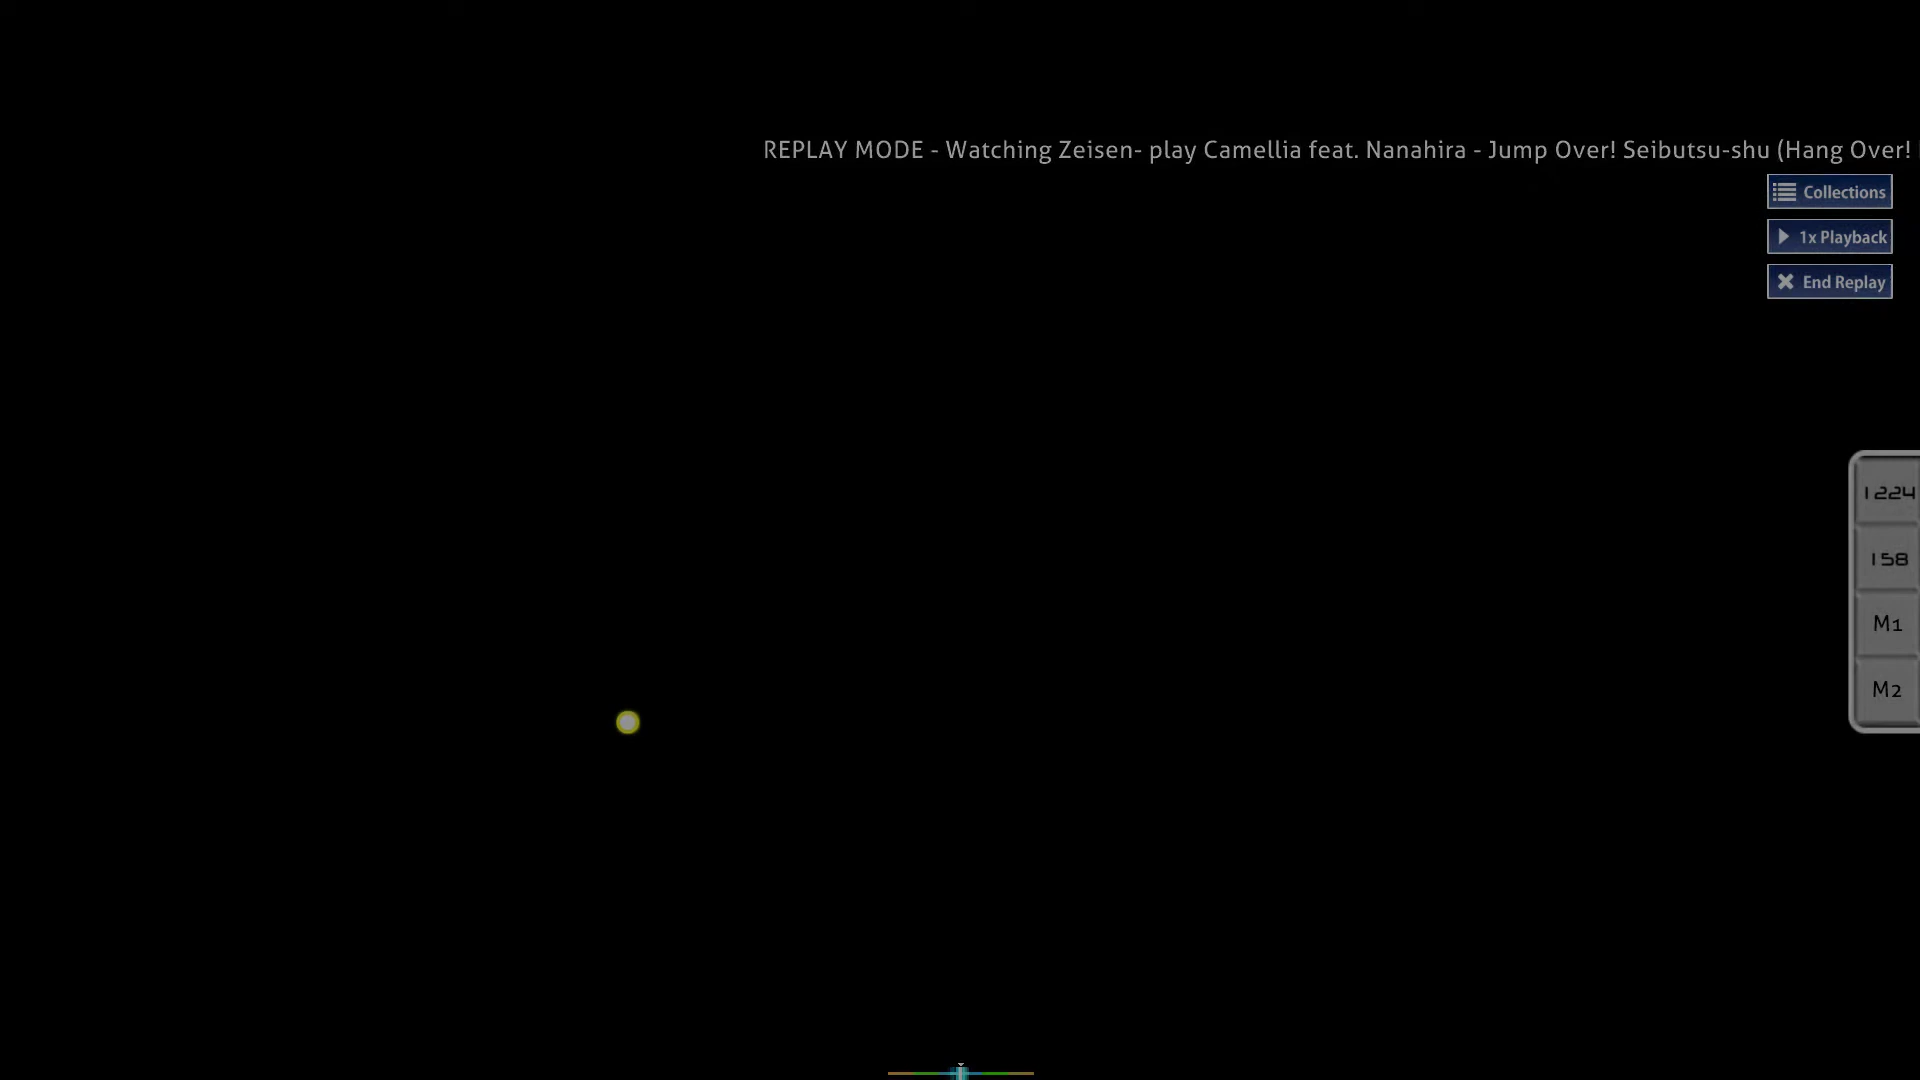 REPLAY MODE - Watching Zeisen- play Camellia feat. Nanahira - Jump Over! Seibutsu-shu (Hang Over!
Collections
1x Playback
End Replay
1224
158
M1
M2